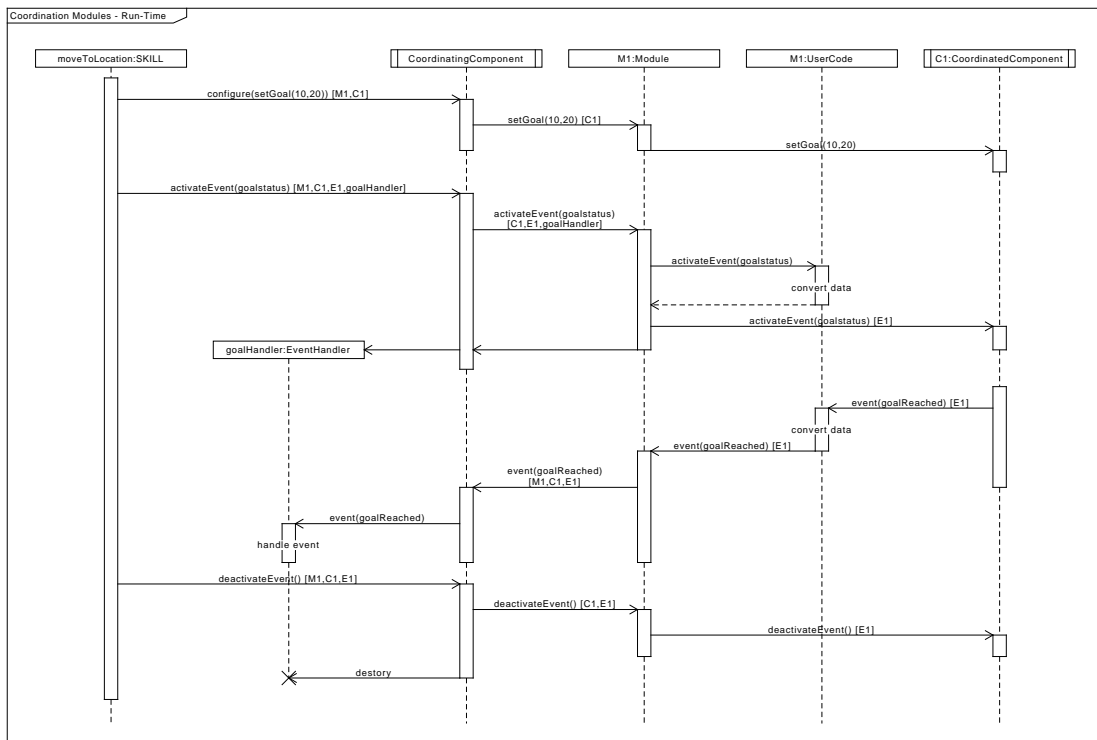 Coordination Modules - Run-Time
moveToLocation:SKILL
CoordinatingComponent
M1:Module
M1:UserCode
C1:CoordinatedComponent
configure(setGoal(10,20)) [M1,C1]
setGoal(10,20) [C1]
setGoal(10,20)
activateEvent(goalstatus) [M1,C1,E1,goalHandler]
activateEvent(goalstatus)
[C1,E1,goalHandler]
activateEvent(goalstatus)
convert data
activateEvent(goalstatus) [E1]
goalHandler:EventHandler
event(goalReached) [E1]
convert data
event(goalReached) [E1]
event(goalReached)
[M1,C1,E1]
event(goalReached)
handle event
deactivateEvent() [M1,C1,E1]
deactivateEvent() [C1,E1]
deactivateEvent() [E1]
destory